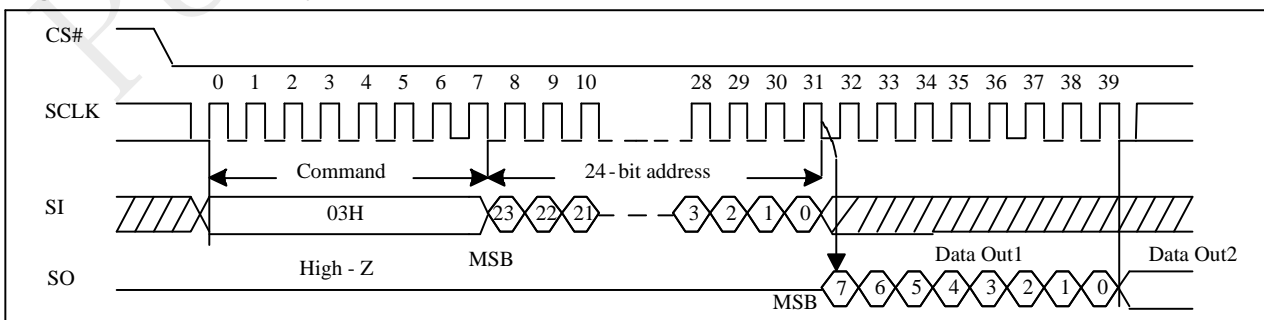 CS#
0 1 2 3 4 5 6 7 8 9 10 28 29 30 31 32 33 34 35 36 37 38 39
SCLK
Command 24-bit address
SI 03H 23 22 21 3 2 1 0
High - Z MSB Data Out1 Data Out2
SO MSB 7 6 5 4 3 2 1 0